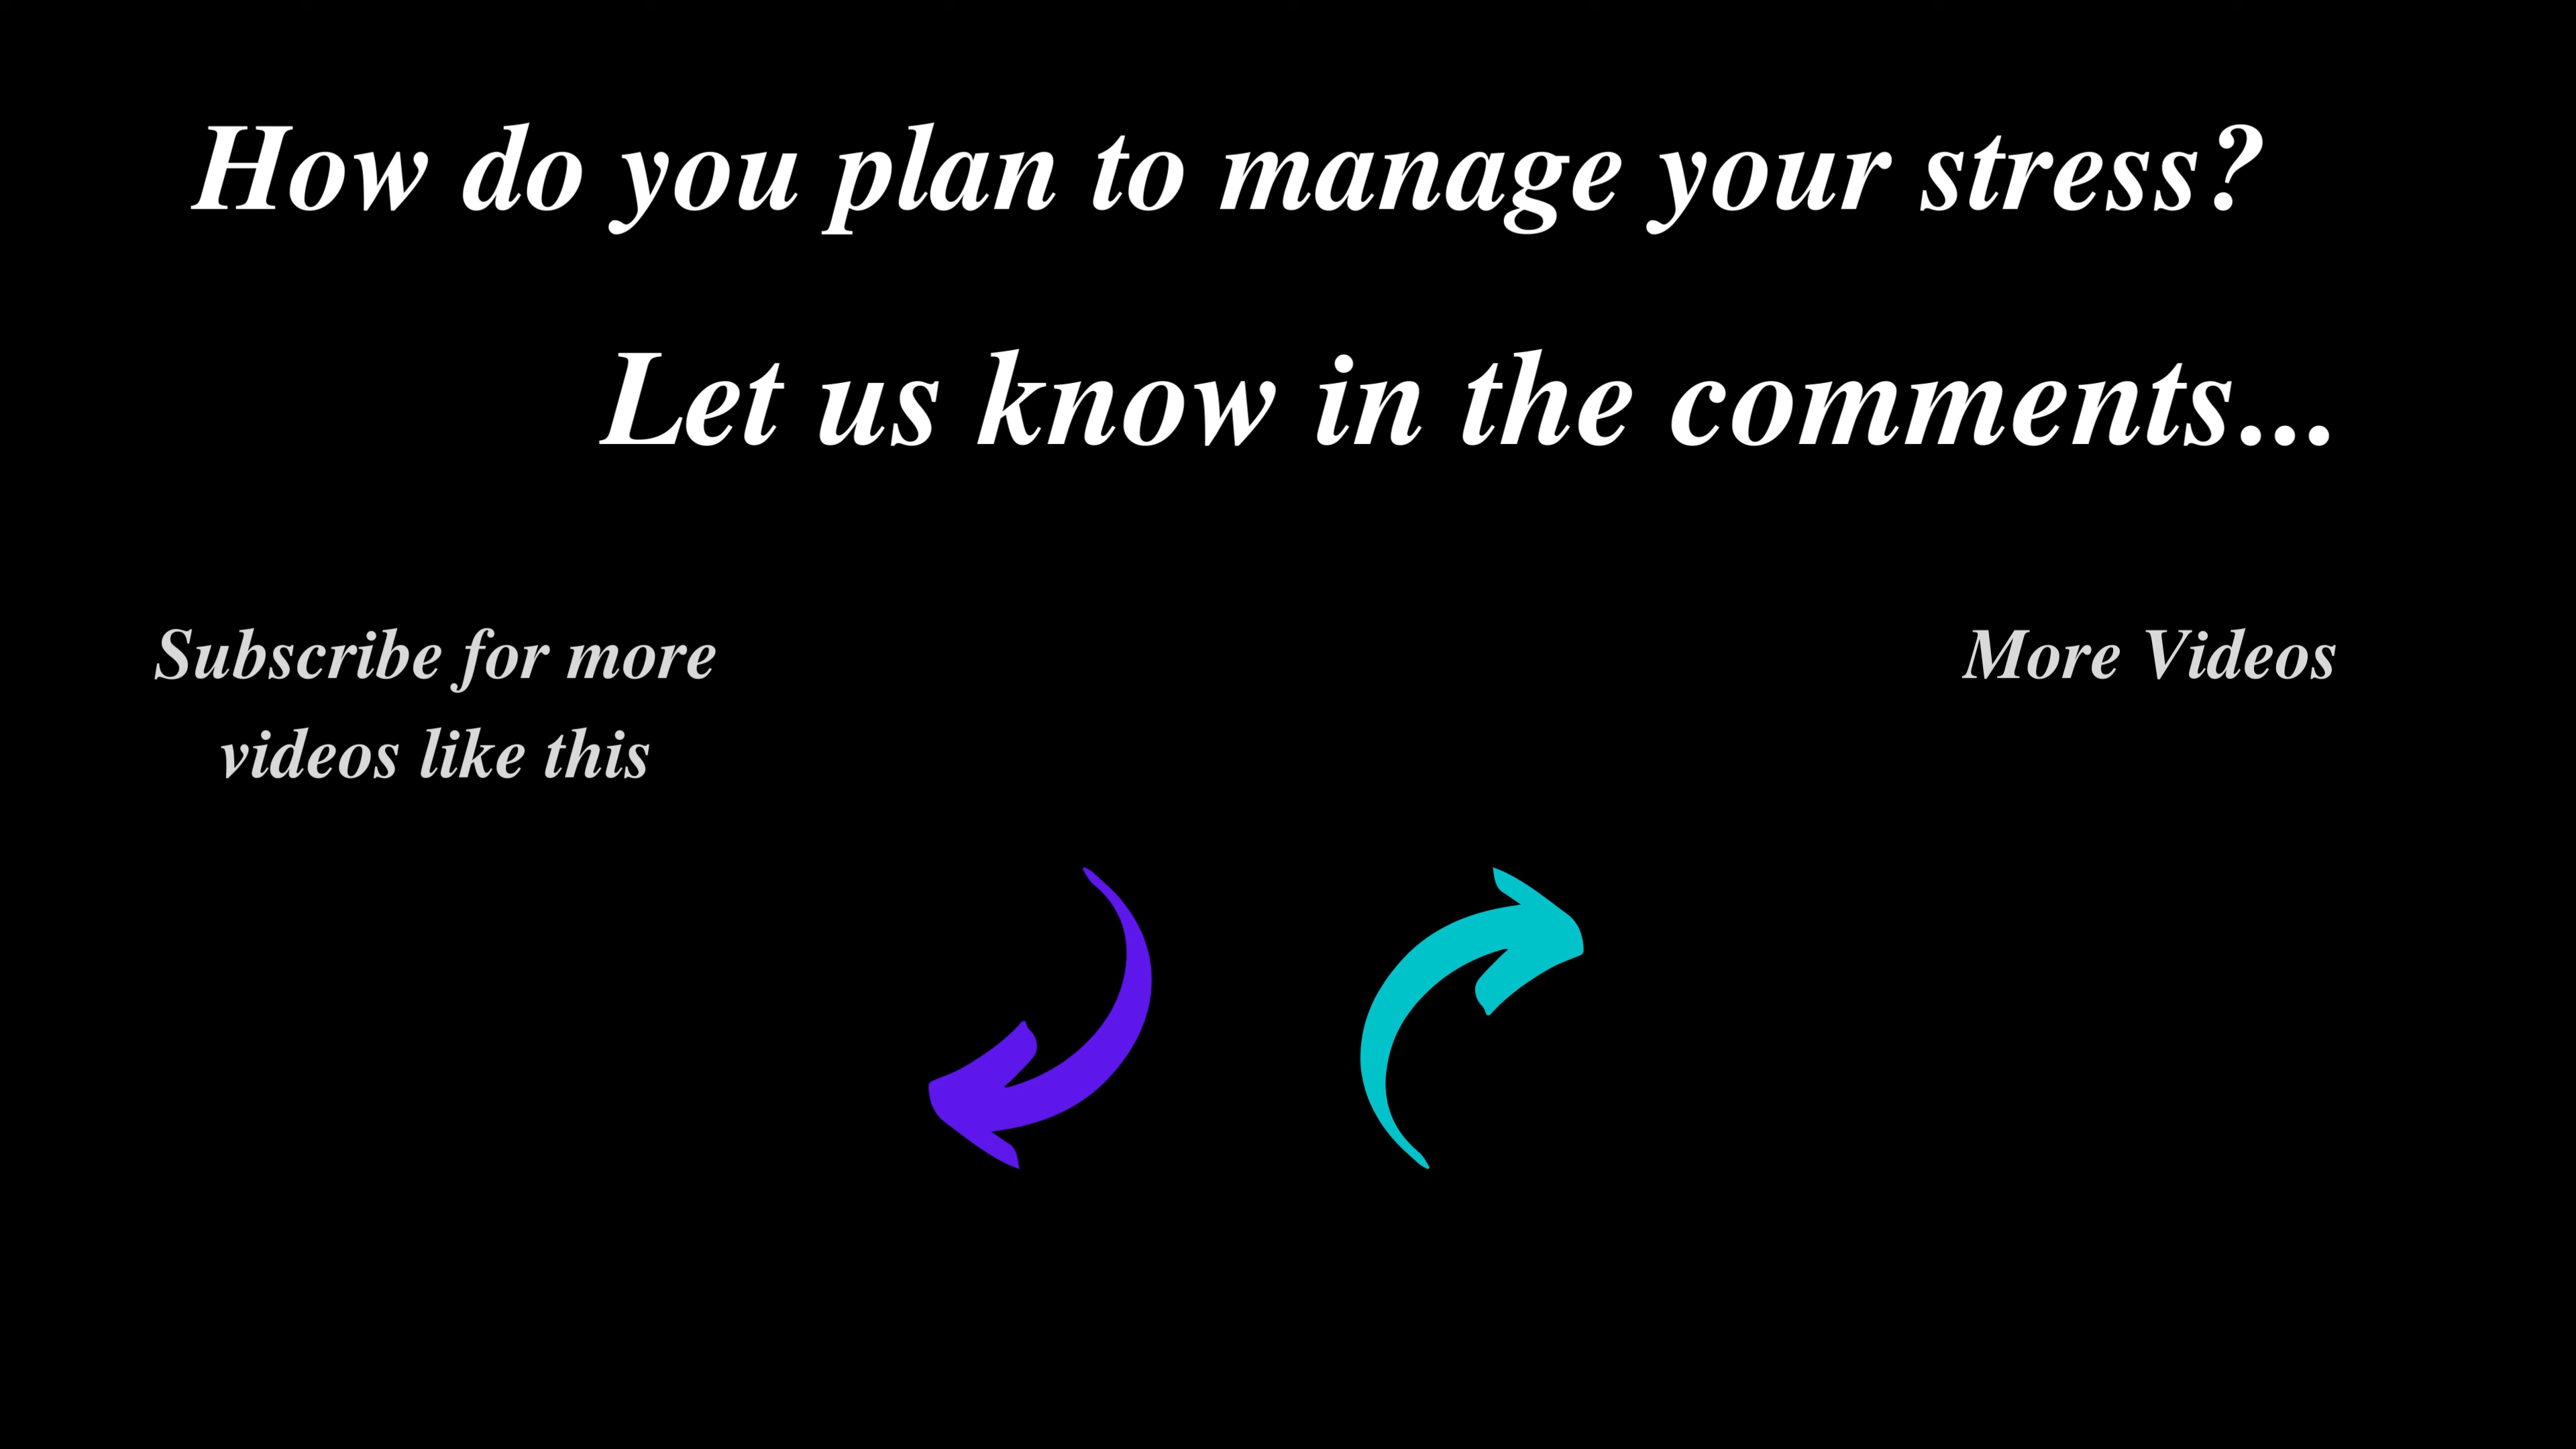 How do you plan to manage your stress?
Let us know in the comments...
Subscribe for more
videos like this
More Videos